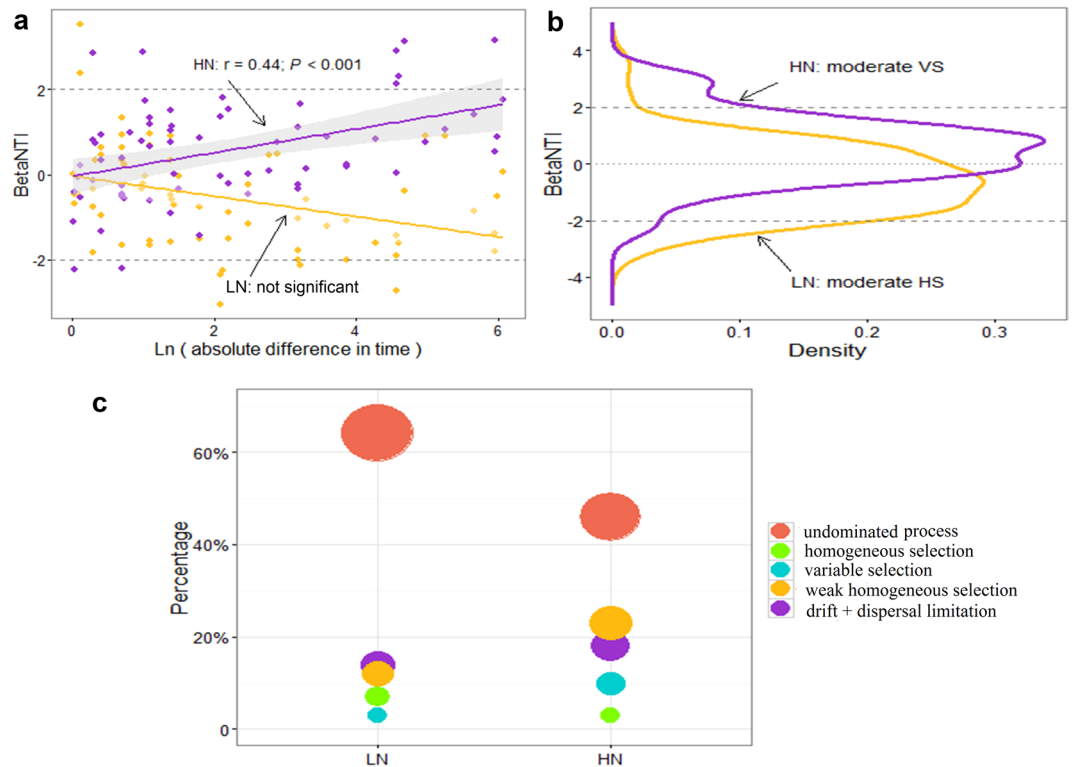 a
BetaNTI
2
0
-2
HN: r = 0.44; P < 0.001
LN: not significant
0
2
4
6
Ln ( absolute difference in time )
b
BetaNTI
4
2
0
-2
-4
HN: moderate VS
LN: moderate HS
0.0
0.1
0.2
0.3
Density
c
Percentage
60%
40%
20%
0
LN
HN
undominated process
homogeneous selection
variable selection
weak homogeneous selection
drift + dispersal limitation